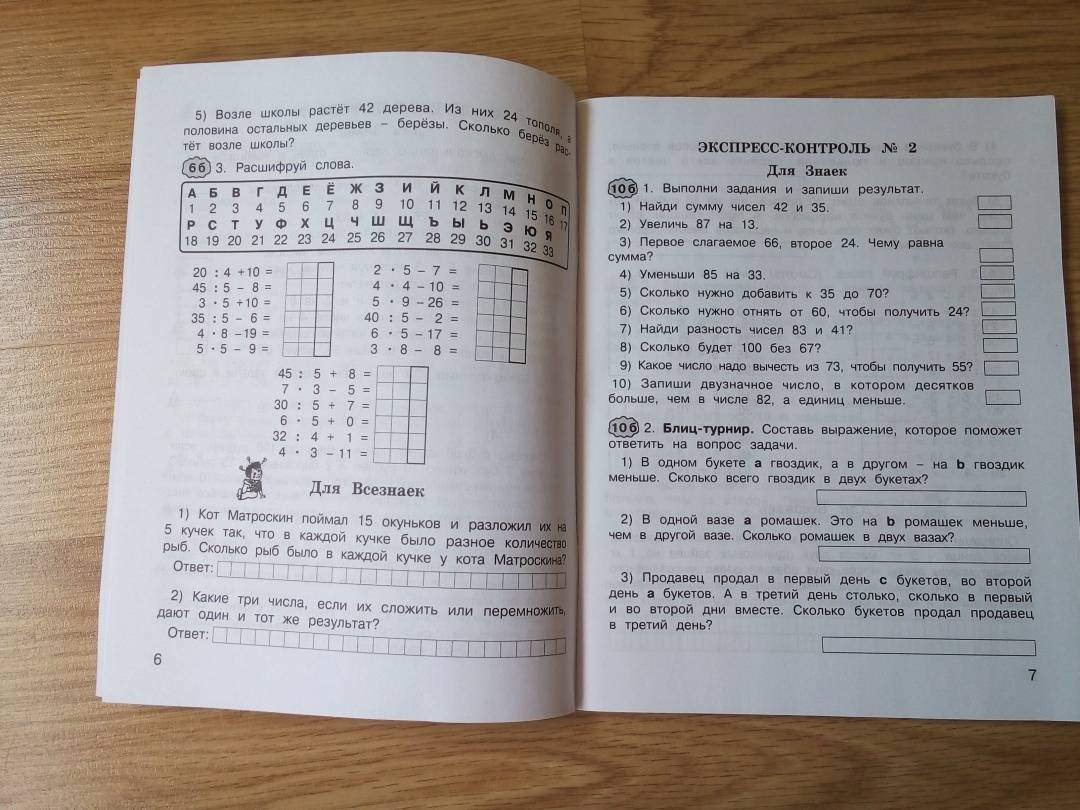 5) Возле школы растёт 42 дерева. Из них 24 тополя, а
половина остальных деревьев – берёзы. Сколько берёз рас-
тёт возле школы?
6 б 3. Расшифруй слова.
А Б В Г Д Е Ё Ж З И Й К Л М Н О П
1 2 3 4 5 6 7 8 9 10 11 12 13 14 15 16 17
Р С Т У Ф Х Ц Ч Ш Щ Ъ Ы Ь Э Ю Я
18 19 20 21 22 23 24 25 26 27 28 29 30 31 32 33
20 : 4 + 10 =
45 : 5 – 8 =
3 · 5 + 10 =
35 : 5 – 6 =
4 · 8 – 19 =
5 · 5 – 9 =
2 · 5 – 7 =
4 · 4 – 10 =
5 · 9 – 26 =
40 : 5 – 2 =
6 · 5 – 17 =
3 · 8 – 8 =
45 : 5 + 8 =
7 · 3 – 5 =
30 : 5 + 7 =
6 · 5 + 0 =
32 : 4 + 1 =
4 · 3 – 11 =
Для Всезнаек
1) Кот Матроскин поймал 15 окуньков и разложил их на
5 кучек так, что в каждой кучке было разное количество
рыб. Сколько рыб было в каждой кучке у кота Матроскина?
Ответ:
2) Какие три числа, если их сложить или перемножить,
дают один и тот же результат?
Ответ:
6
ЭКСПРЕСС-КОНТРОЛЬ № 2
Для Знаек
10 б 1. Выполни задания и запиши результат.
1) Найди сумму чисел 42 и 35.
2) Увеличь 87 на 13.
3) Первое слагаемое 66, второе 24. Чему равна
сумма?
4) Уменьши 85 на 33.
5) Сколько нужно добавить к 35 до 70?
6) Сколько нужно отнять от 60, чтобы получить 24?
7) Найди разность чисел 83 и 41?
8) Сколько будет 100 без 67?
9) Какое число надо вычесть из 73, чтобы получить 55?
10) Запиши двузначное число, в котором десятков
больше, чем в числе 82, а единиц меньше.
10 б 2. Блиц-турнир. Составь выражение, которое поможет
ответить на вопрос задачи.
1) В одном букете а гвоздик, а в другом – на b гвоздик
меньше. Сколько всего гвоздик в двух букетах?
2) В одной вазе а ромашек. Это на b ромашек меньше,
чем в другой вазе. Сколько ромашек в двух вазах?
3) Продавец продал в первый день с букетов, во второй
день а букетов. А в третий день столько, сколько в первый
и во второй дни вместе. Сколько букетов продал продавец
в третий день?
7